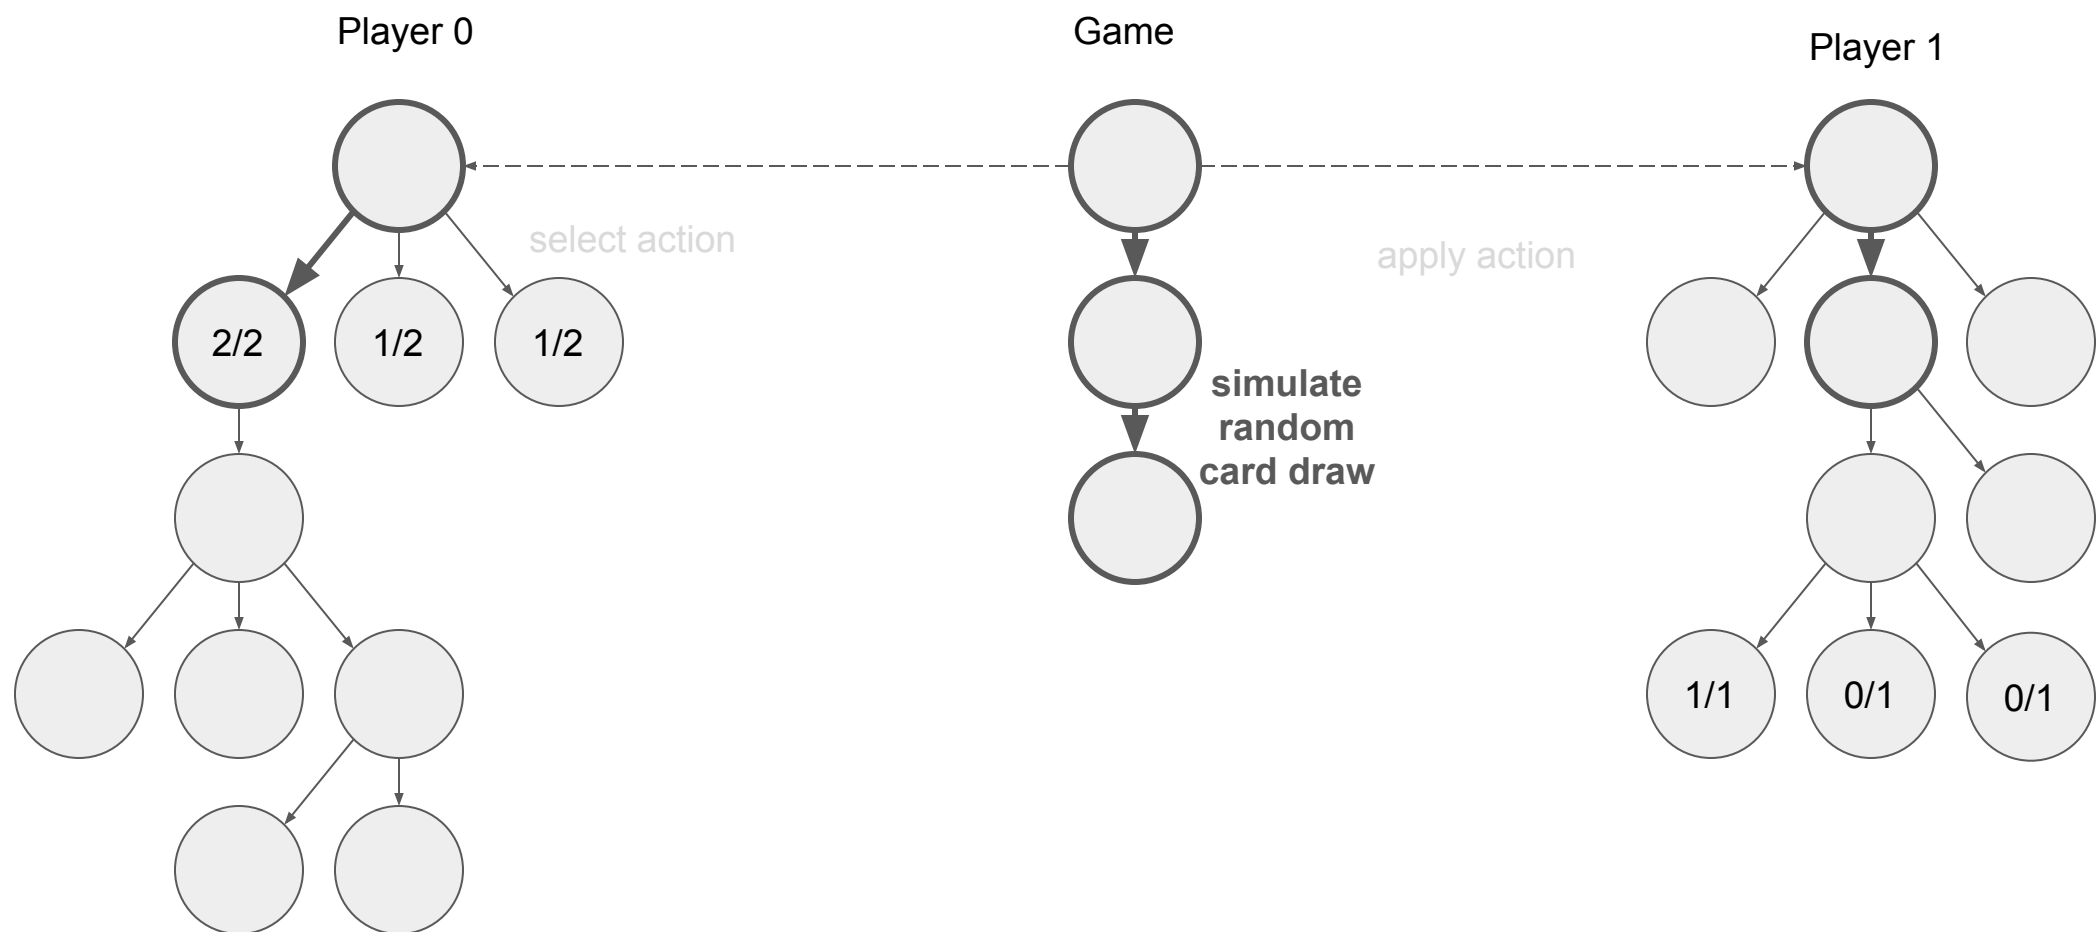 Player 0
Game
Player 1
select action
apply action
2/2
1/2
1/2
simulate
random
card draw
1/1
0/1
0/1